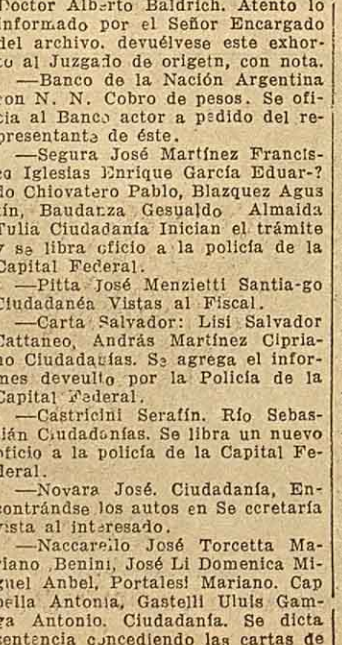 Doctor Alberto Baldrich. Atento lo
informado por el Señor Encargado
del archivo. devuélvese este exhor-
to al Juzgado de origetn, con nota.
—Banco de la Nación Argentina
con N. N. Cobro de pesos. Se ofi-
cia al Banco actor a pedido del re-
presentante de éste.
—Segura José Martínez Francis-
co Iglesias Enrique García Eduar-?
do Chiovatero Pablo, Blazquez Agus
tín, Baudanza Gesualdo Almaida
Tulia Ciudadanía Inician el trámite
y se libra oficio a la policía de la
Capital Federal.
—Pitta José Menzietti Santia-go
Ciudadanéa Vistas al Fiscal.
—Carta Salvador: Lisi Salvador
Cattaneo, András Martínez Cipria-
no Ciudadanías. Se agrega el infor-
mes deveulto por la Policía de la
Capital Federal.
—Castricini Serafín. Río Sebas-
tián Ciudadanías. Se libra un nuevo
oficio a la policía de la Capital Fe-
deral.
—Novara José. Ciudadanía, En-
contrándse los autos en Se ccretaría
vista al interesado.
—Naccarello José Torcetta Ma-
riano ,Benini, José Li Domenica Mi-
guel Anbel, Portalesi Mariano. Cap
pella Antonia, Gastelli Uluis Gam-
ra Antonio. Ciudadanía. Se dicta
sentencia concediendo las cartas de